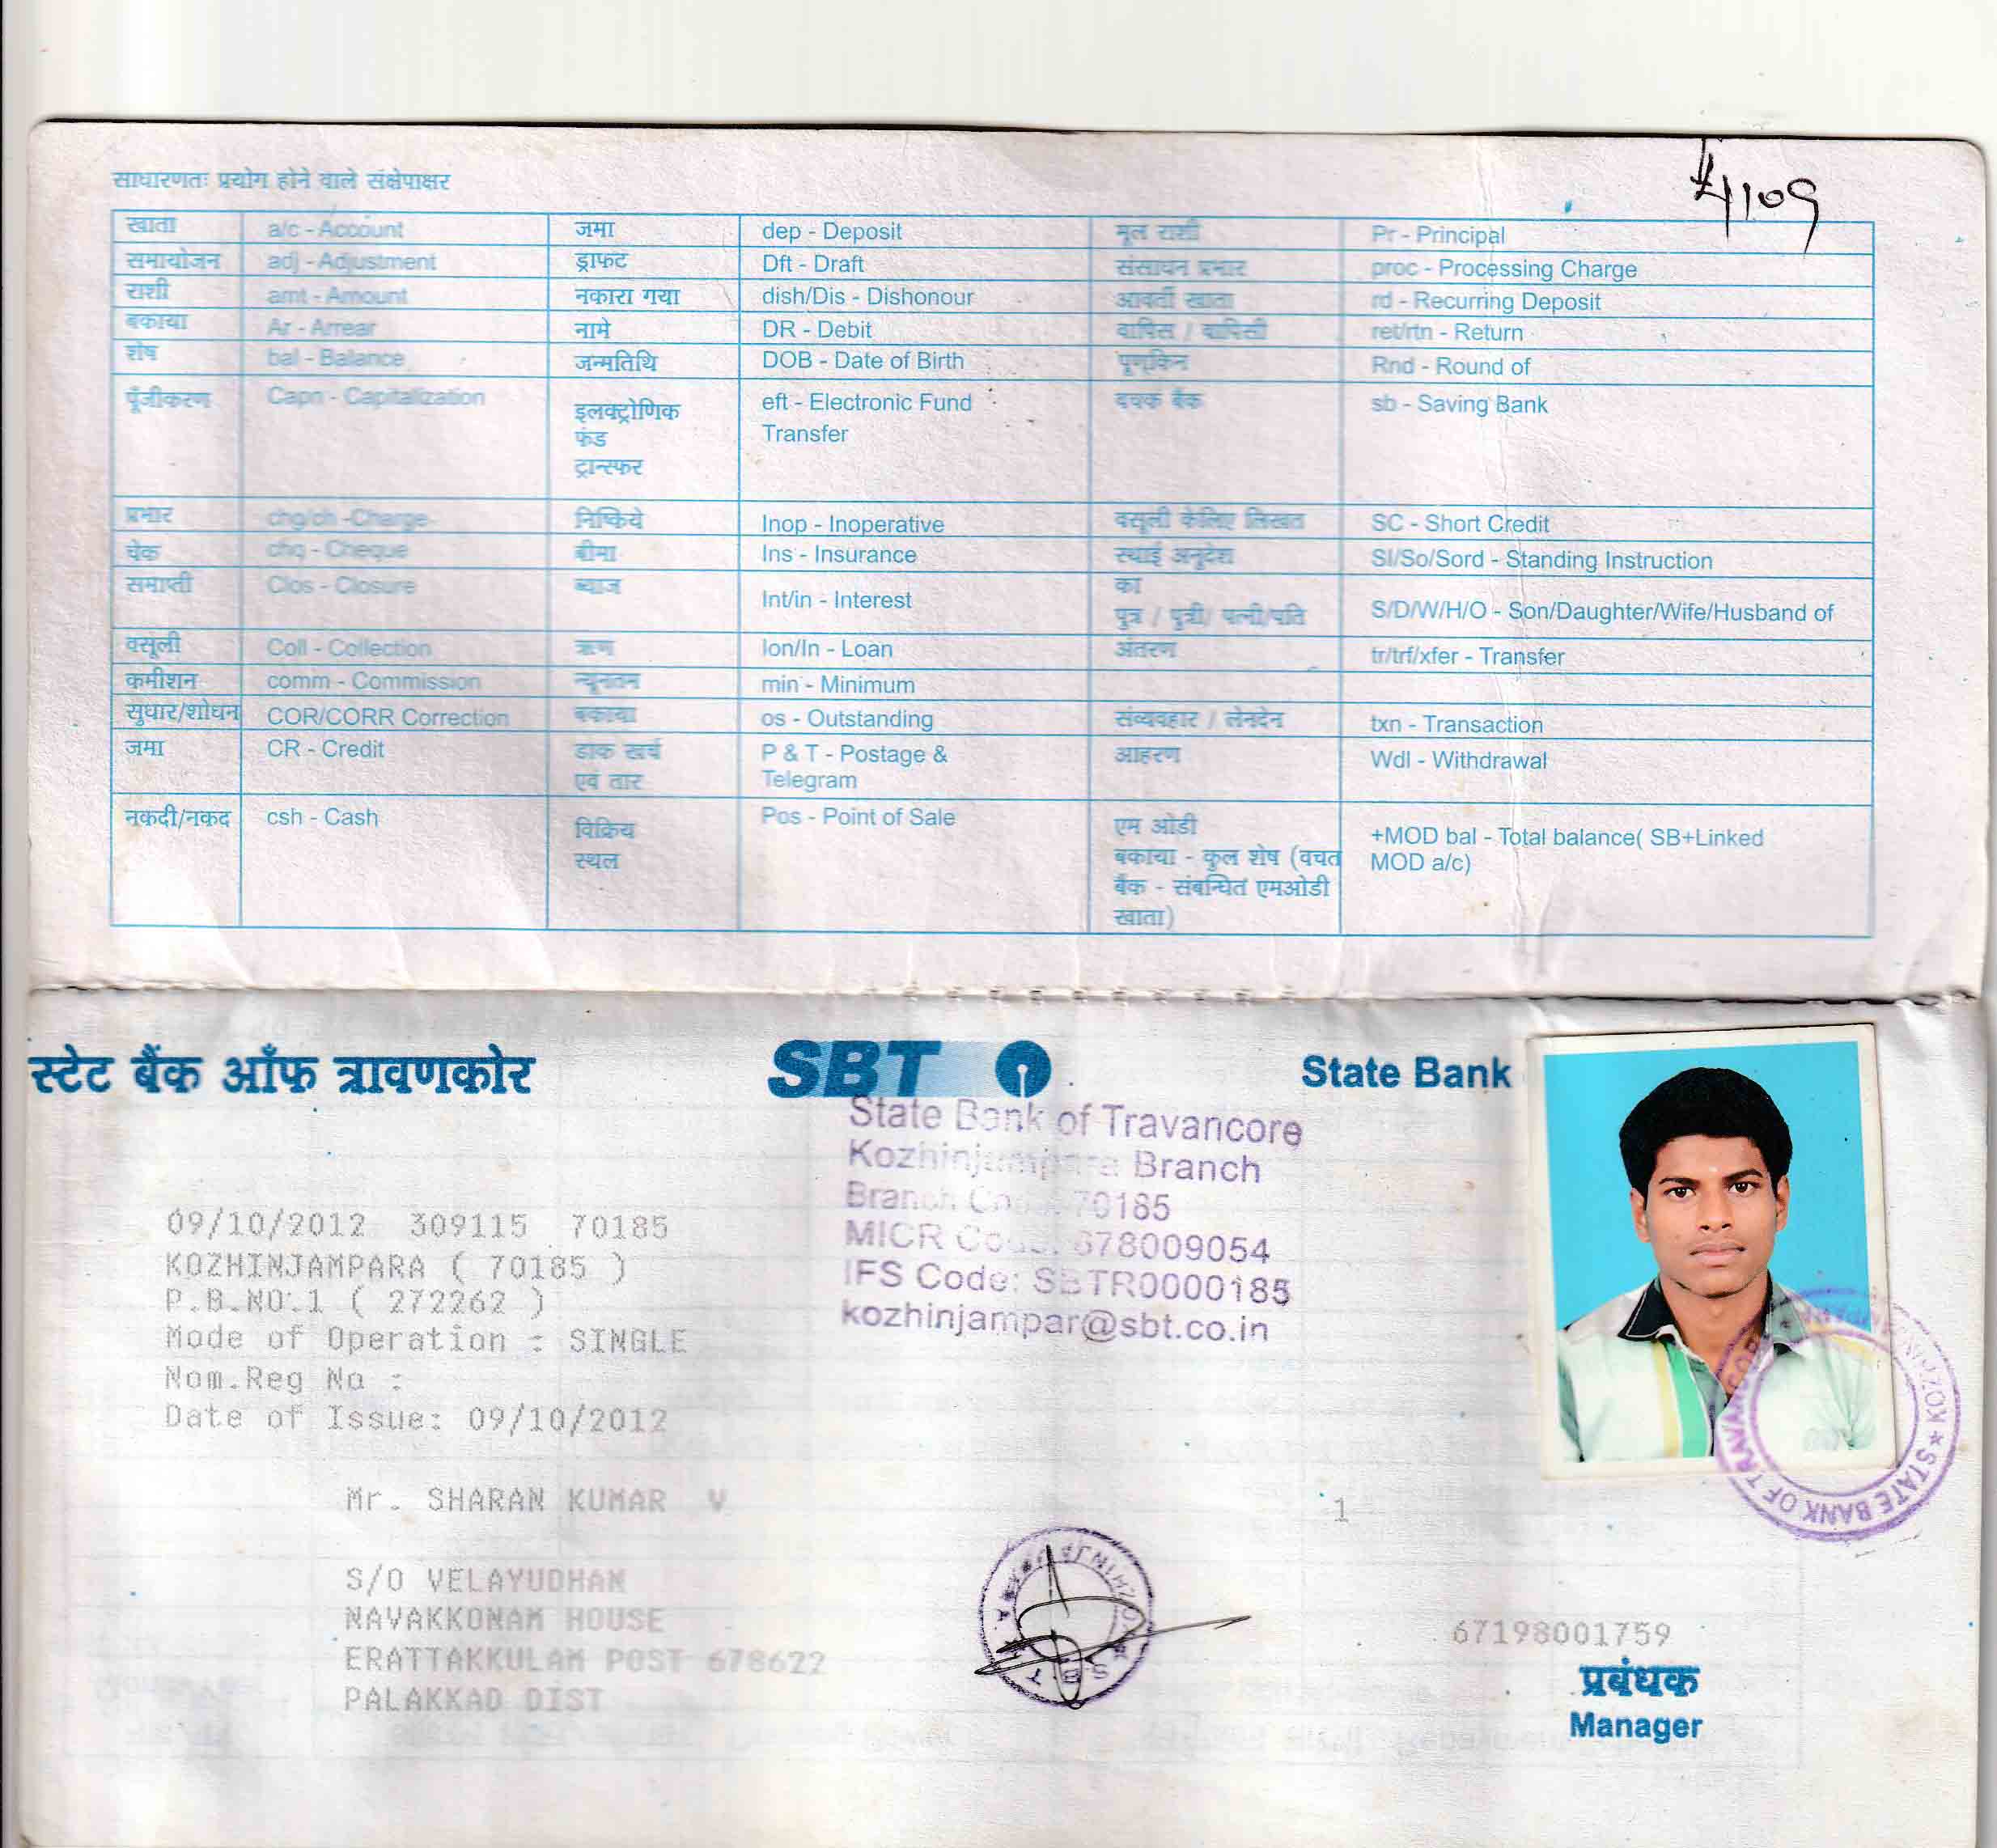 ₹1109
साधारणतः प्रयोग होने वाले संक्षेपाक्षर
खाता a/c - Account जमा dep - Deposit मूल राशी Pr - Principal
समायोजन adj - Adjustment ड्राफट Dft - Draft संसाधन प्रभार proc - Processing Charge
राशी amt - Amount नकारा गया dish/Dis - Dishonour आवर्ती खाता rd - Recurring Deposit
बकाया Ar - Arrear नामे DR - Debit वापिस / वापिसी ret/rtn - Return
शेष bal - Balance जन्मतिथि DOB - Date of Birth पूर्णांकन Rnd - Round of
पूँजीकरण Capn - Capitalization इलक्ट्रोणिक eft - Electronic Fund बचक बैंक sb - Saving Bank
फंड Transfer
ट्रान्स्फर
प्रभार chg/ch -Charge निष्क्रिये Inop - Inoperative वसूली केलिए लिखत SC - Short Credit
चेक chq - Cheque बीमा Ins - Insurance स्थाई अनूदेश SI/So/Sord - Standing Instruction
समाप्ती Clos - Closure ब्याज Int/in - Interest का
पुत्र / पुत्री/ पत्नी/पति S/D/W/H/O - Son/Daughter/Wife/Husband of
वसूली Coll - Collection ऋण lon/ln - Loan अंतरण tr/trf/xfer - Transfer
कमीशन comm - Commission न्यूनतन min - Minimum
सुधार/शोधन COR/CORR Correction बकाया os - Outstanding संव्यवहार / लेनदेन txn - Transaction
जमा CR - Credit डाक खर्च P & T - Postage & आहरण Wdl - Withdrawal
एवं तार Telegram
नकदी/नकद csh - Cash विक्रिय Pos - Point of Sale एम ओडी +MOD bal - Total balance( SB+Linked
स्थल बकाया - कुल शेष (वचत MOD a/c)
बैंक - संबन्धित एमओडी
खाता)
स्टेट बैंक ऑफ त्रावणकोर SBT State Bank
State Bank of Travancore
Kozhinjampara Branch
Branch Code 70185
MICR Code: 678009054
IFS Code: SBTR0000185
kozhinjampar@sbt.co.in
09/10/2012 309115 70185
KOZHINJAMPARA ( 70185 )
P.B.NO.1 ( 272262 )
Mode of Operation : SINGLE
Nom.Reg No :
Date of Issue: 09/10/2012
Mr. SHARAN KUMAR V
1
S/O VELAYUDHAN
NAVAKKONAM HOUSE
ERATTAKKULAM POST 678622
PALAKKAD DIST
67198001759
प्रबंधक
Manager
STATE BANK OF TRAVANCORE